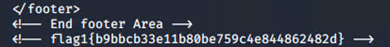 </footer>
<!-- End footer Area -->
<!-- flag1{b9bbcb33e11b80be759c4e844862482d} -->